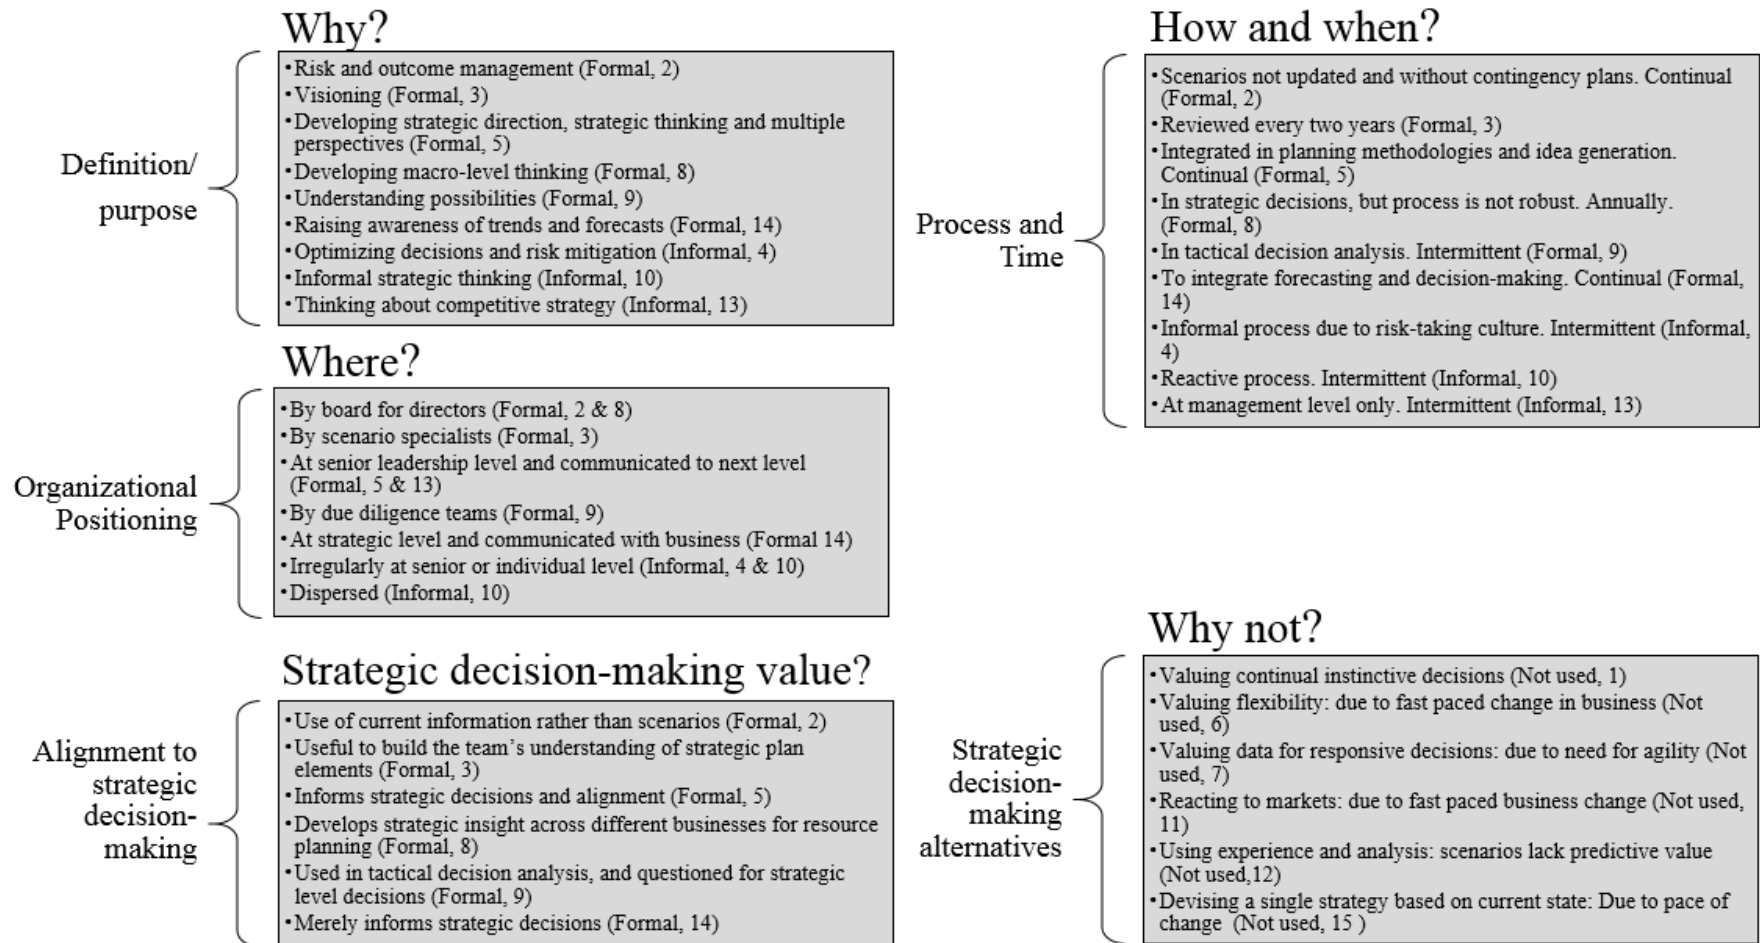 Why?
Definition/
purpose
•Risk and outcome management (Formal, 2)
•Visioning (Formal, 3)
•Developing strategic direction, strategic thinking and multiple
perspectives (Formal, 5)
•Developing macro-level thinking (Formal, 8)
•Understanding possibilities (Formal, 9)
•Raising awareness of trends and forecasts (Formal, 14)
•Optimizing decisions and risk mitigation (Informal, 4)
•Informal strategic thinking (Informal, 10)
•Thinking about competitive strategy (Informal, 13)
Where?
Organizational
Positioning
•By board for directors (Formal, 2 & 8)
•By scenario specialists (Formal, 3)
•At senior leadership level and communicated to next level
(Formal, 5 & 13)
•By due diligence teams (Formal, 9)
•At strategic level and communicated with business (Formal 14)
•Irregularly at senior or individual level (Informal, 4 & 10)
•Dispersed (Informal, 10)
Strategic decision-making value?
Alignment to
strategic
decision-
making
•Use of current information rather than scenarios (Formal, 2)
•Useful to build the team's understanding of strategic plan
elements (Formal, 3)
•Informs strategic decisions and alignment (Formal, 5)
•Develops strategic insight across different businesses for resource
planning (Formal, 8)
•Used in tactical decision analysis, and questioned for strategic
level decisions (Formal, 9)
•Merely informs strategic decisions (Formal, 14)
How and when?
Process and
Time
•Scenarios not updated and without contingency plans. Continual
(Formal, 2)
•Reviewed every two years (Formal, 3)
•Integrated in planning methodologies and idea generation.
Continual (Formal, 5)
•In strategic decisions, but process is not robust. Annually.
(Formal, 8)
•In tactical decision analysis. Intermittent (Formal, 9)
•To integrate forecasting and decision-making. Continual (Formal,
14)
•Informal process due to risk-taking culture. Intermittent (Informal,
4)
•Reactive process. Intermittent (Informal, 10)
•At management level only. Intermittent (Informal, 13)
Why not?
Strategic
decision-
making
alternatives
•Valuing continual instinctive decisions (Not used, 1)
•Valuing flexibility: due to fast paced change in business (Not
used, 6)
•Valuing data for responsive decisions: due to need for agility (Not
used, 7)
•Reacting to markets: due to fast paced business change (Not used,
11)
•Using experience and analysis: scenarios lack predictive value
(Not used,12)
•Devising a single strategy based on current state: Due to pace of
change (Not used, 15 )